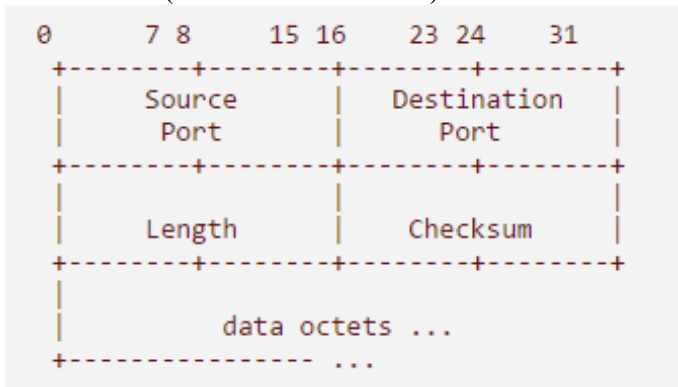 0      7 8     15 16    23 24    31
+--------+--------+--------+--------+
|     Source      |   Destination   |
|      Port       |      Port       |
+--------+--------+--------+--------+
|                 |                 |
|     Length      |    Checksum     |
+--------+--------+--------+--------+
|
|          data octets ...
+---------------- ...